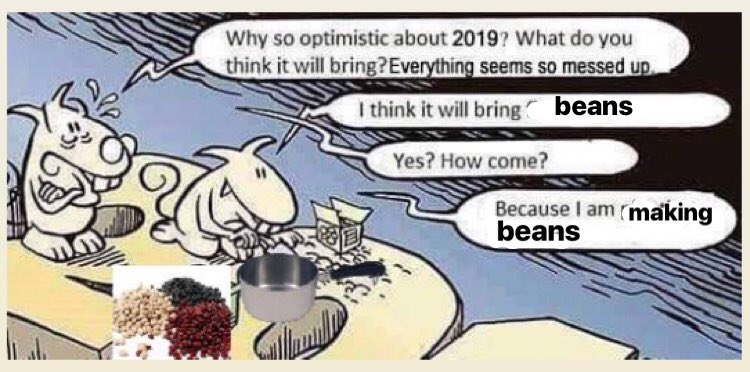 Why so optimistic about 2019? What do you
think it will bring?Everything seems so messed up.
I think it will bring beans
Yes? How come?
Because I am making
beans